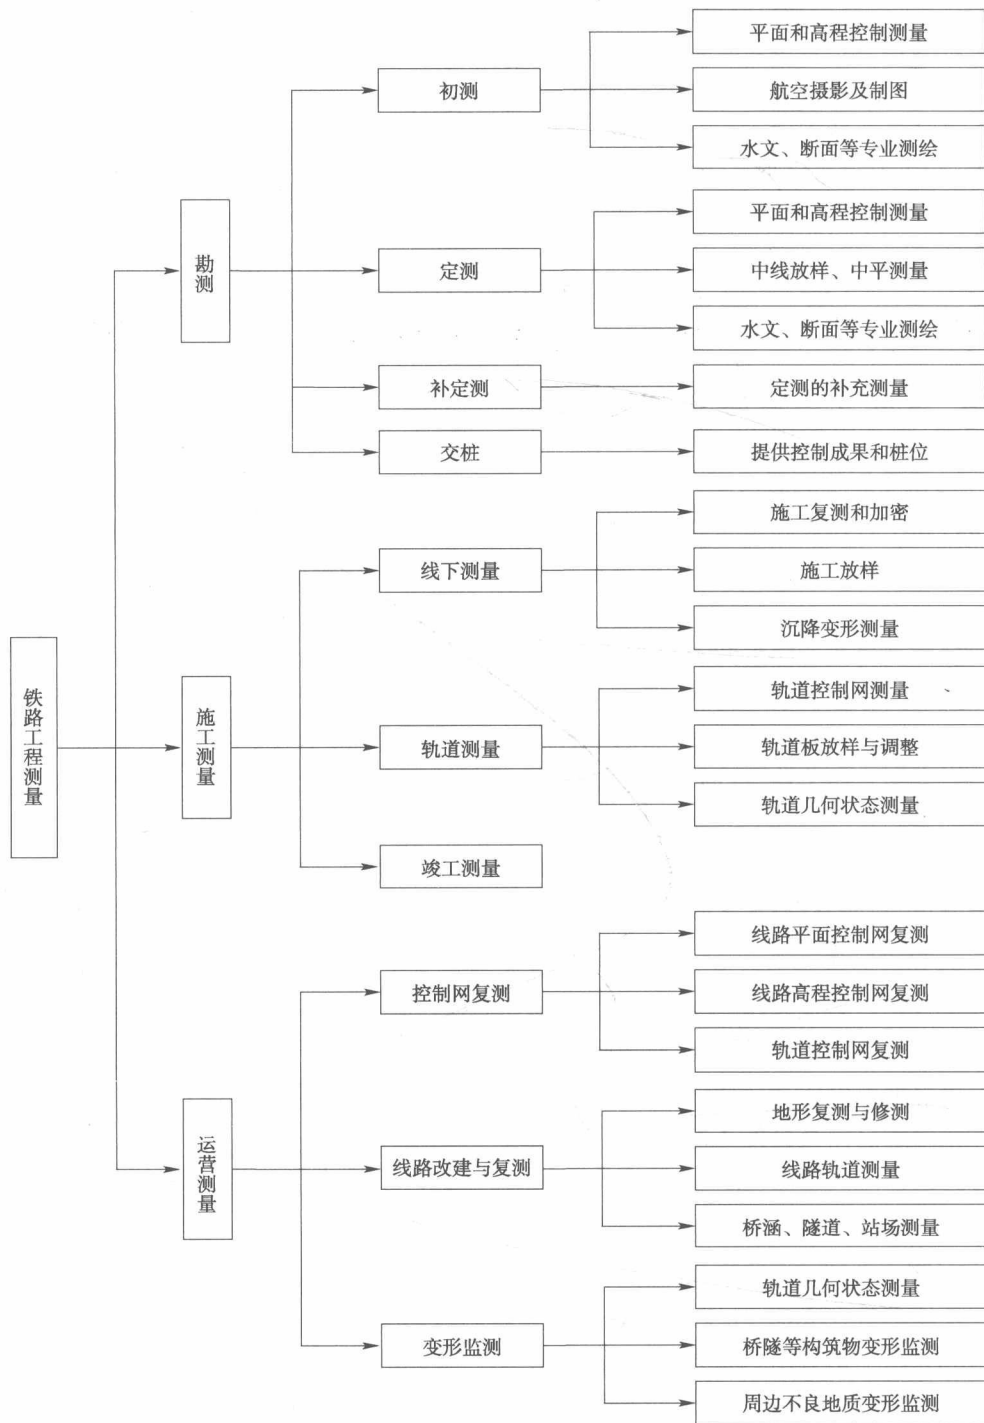 铁路工程测量
勘测
初测
平面和高程控制测量
航空摄影及制图
水文、断面等专业测绘
定测
平面和高程控制测量
中线放样、中平测量
水文、断面等专业测绘
补定测
定测的补充测量
交桩
提供控制成果和桩位
施工测量
线下测量
施工复测和加密
施工放样
沉降变形测量
轨道测量
轨道控制网测量
轨道板放样与调整
轨道几何状态测量
竣工测量
运营测量
控制网复测
线路平面控制网复测
线路高程控制网复测
轨道控制网复测
线路改建与复测
地形复测与修测
线路轨道测量
桥涵、隧道、站场测量
变形监测
轨道几何状态测量
桥隧等构筑物变形监测
周边不良地质变形监测